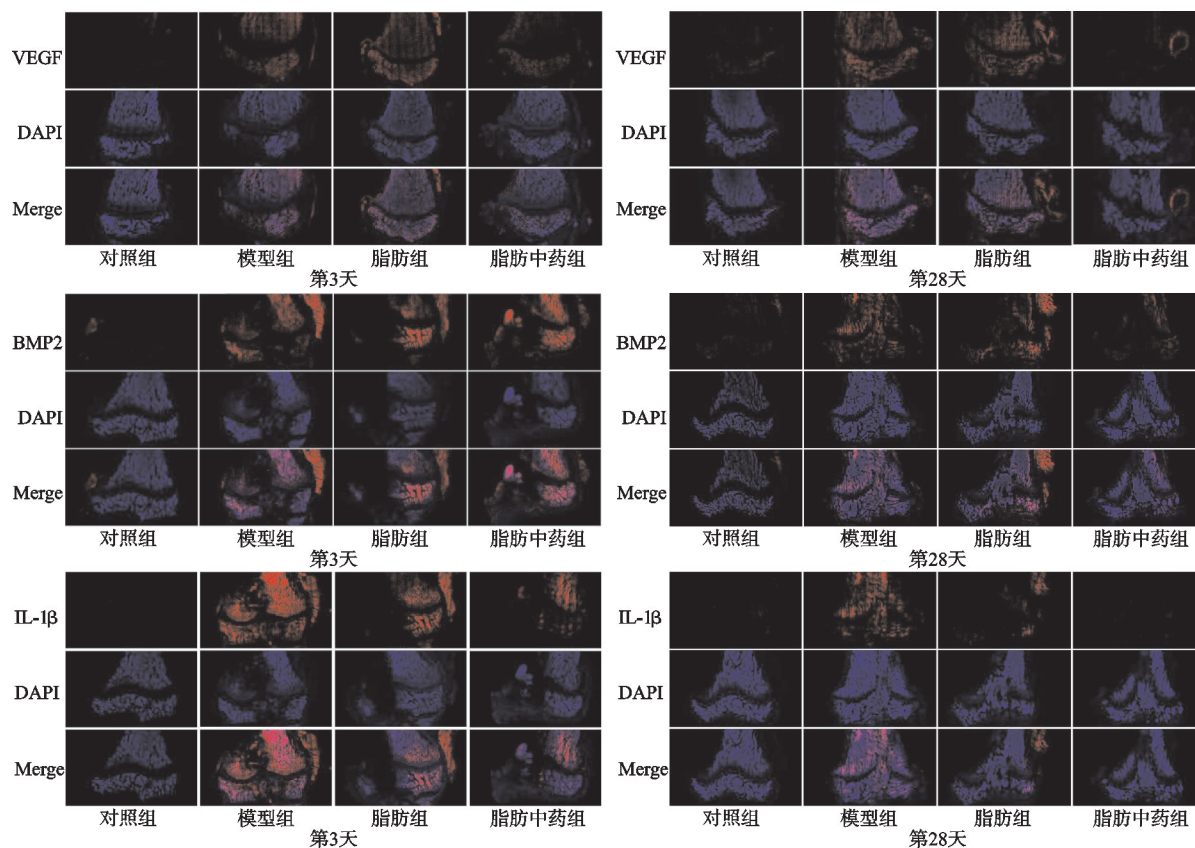 VEGF
DAPI
Merge
对照组 模型组 脂肪组 脂肪中药组
第3天
VEGF
DAPI
Merge
对照组 模型组 脂肪组 脂肪中药组
第28天
BMP2
DAPI
Merge
对照组 模型组 脂肪组 脂肪中药组
第3天
BMP2
DAPI
Merge
对照组 模型组 脂肪组 脂肪中药组
第28天
IL-1β
DAPI
Merge
对照组 模型组 脂肪组 脂肪中药组
第3天
IL-1β
DAPI
Merge
对照组 模型组 脂肪组 脂肪中药组
第28天